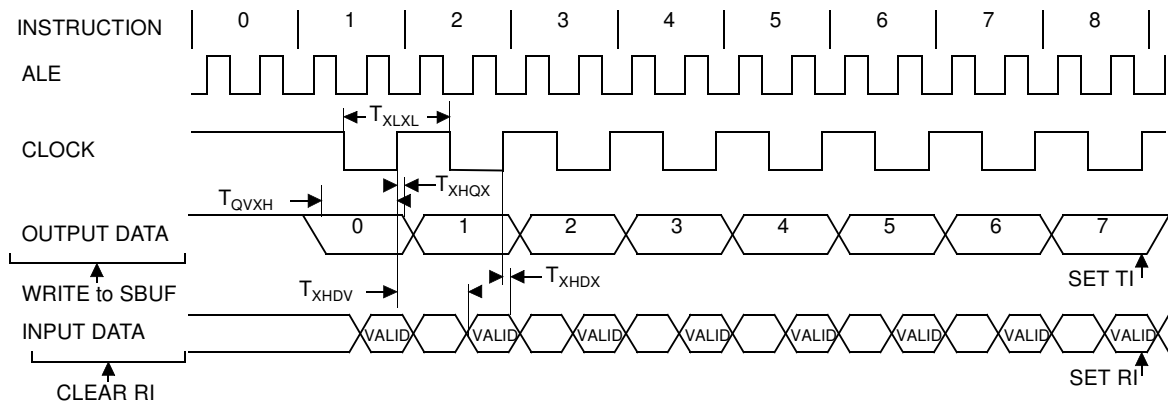 INSTRUCTION 0 1 2 3 4 5 6 7 8
ALE
TXLXL
CLOCK
TXHQX
TQVXH
OUTPUT DATA 0 1 2 3 4 5 6 7
TXHDX
SET TI
WRITE to SBUF
TXHDV
INPUT DATA VALID VALID VALID VALID VALID VALID VALID VALID
SET RI
CLEAR RI